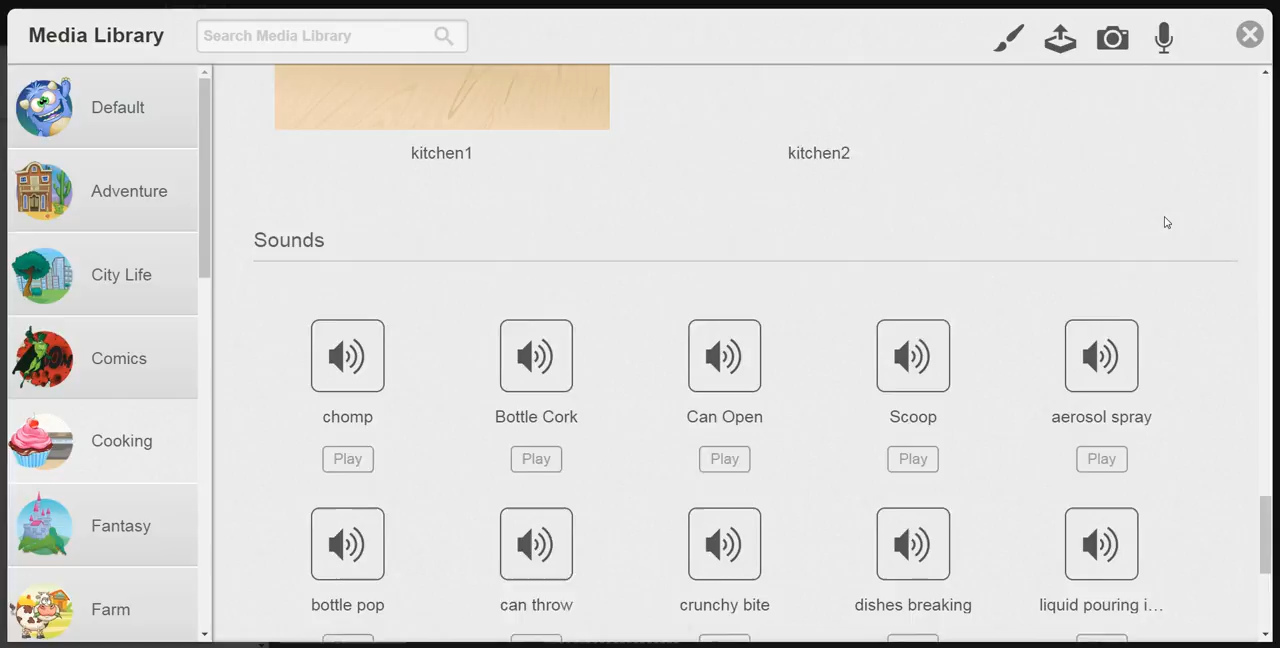 Media Library
Search Media Library
Default
Adventure
City Life
Comics
Cooking
Fantasy
Farm
kitchen1 kitchen2
Sounds
chomp Bottle Cork Can Open Scoop aerosol spray
Play Play Play Play Play
bottle pop can throw crunchy bite dishes breaking liquid pouring i...